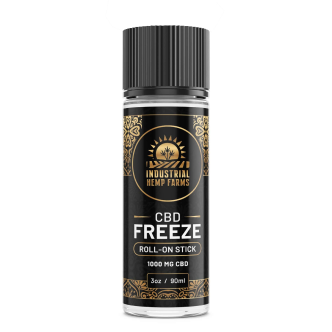 INDUSTRIAL
HEMP FARMS
CBD
FREEZE
ROLL-ON STICK
1000 MG CBD
3oz / 90ml